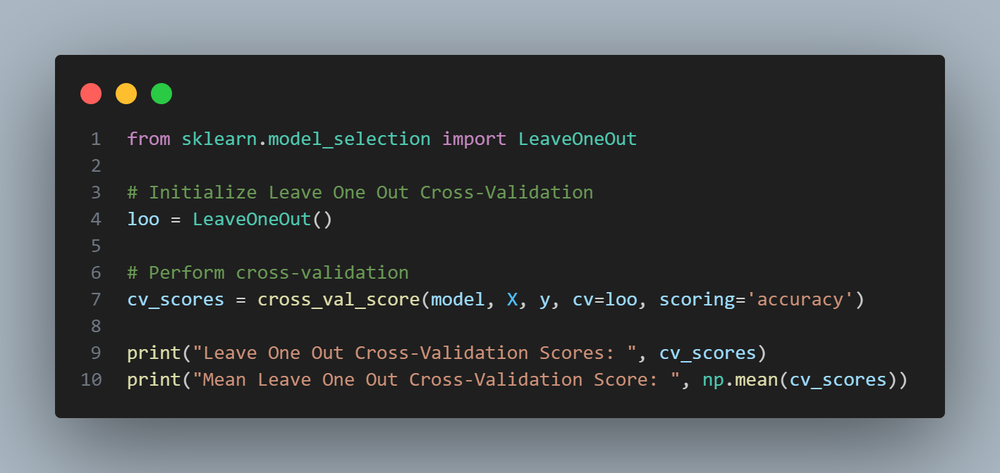 1 from sklearn.model_selection import LeaveOneOut
2
3 # Initialize Leave One Out Cross-Validation
4 loo = LeaveOneOut()
5
6 # Perform cross-validation
7 cv_scores = cross_val_score(model, X, y, cv=loo, scoring='accuracy')
8
9 print("Leave One Out Cross-Validation Scores: ", cv_scores)
10 print("Mean Leave One Out Cross-Validation Score: ", np.mean(cv_scores))